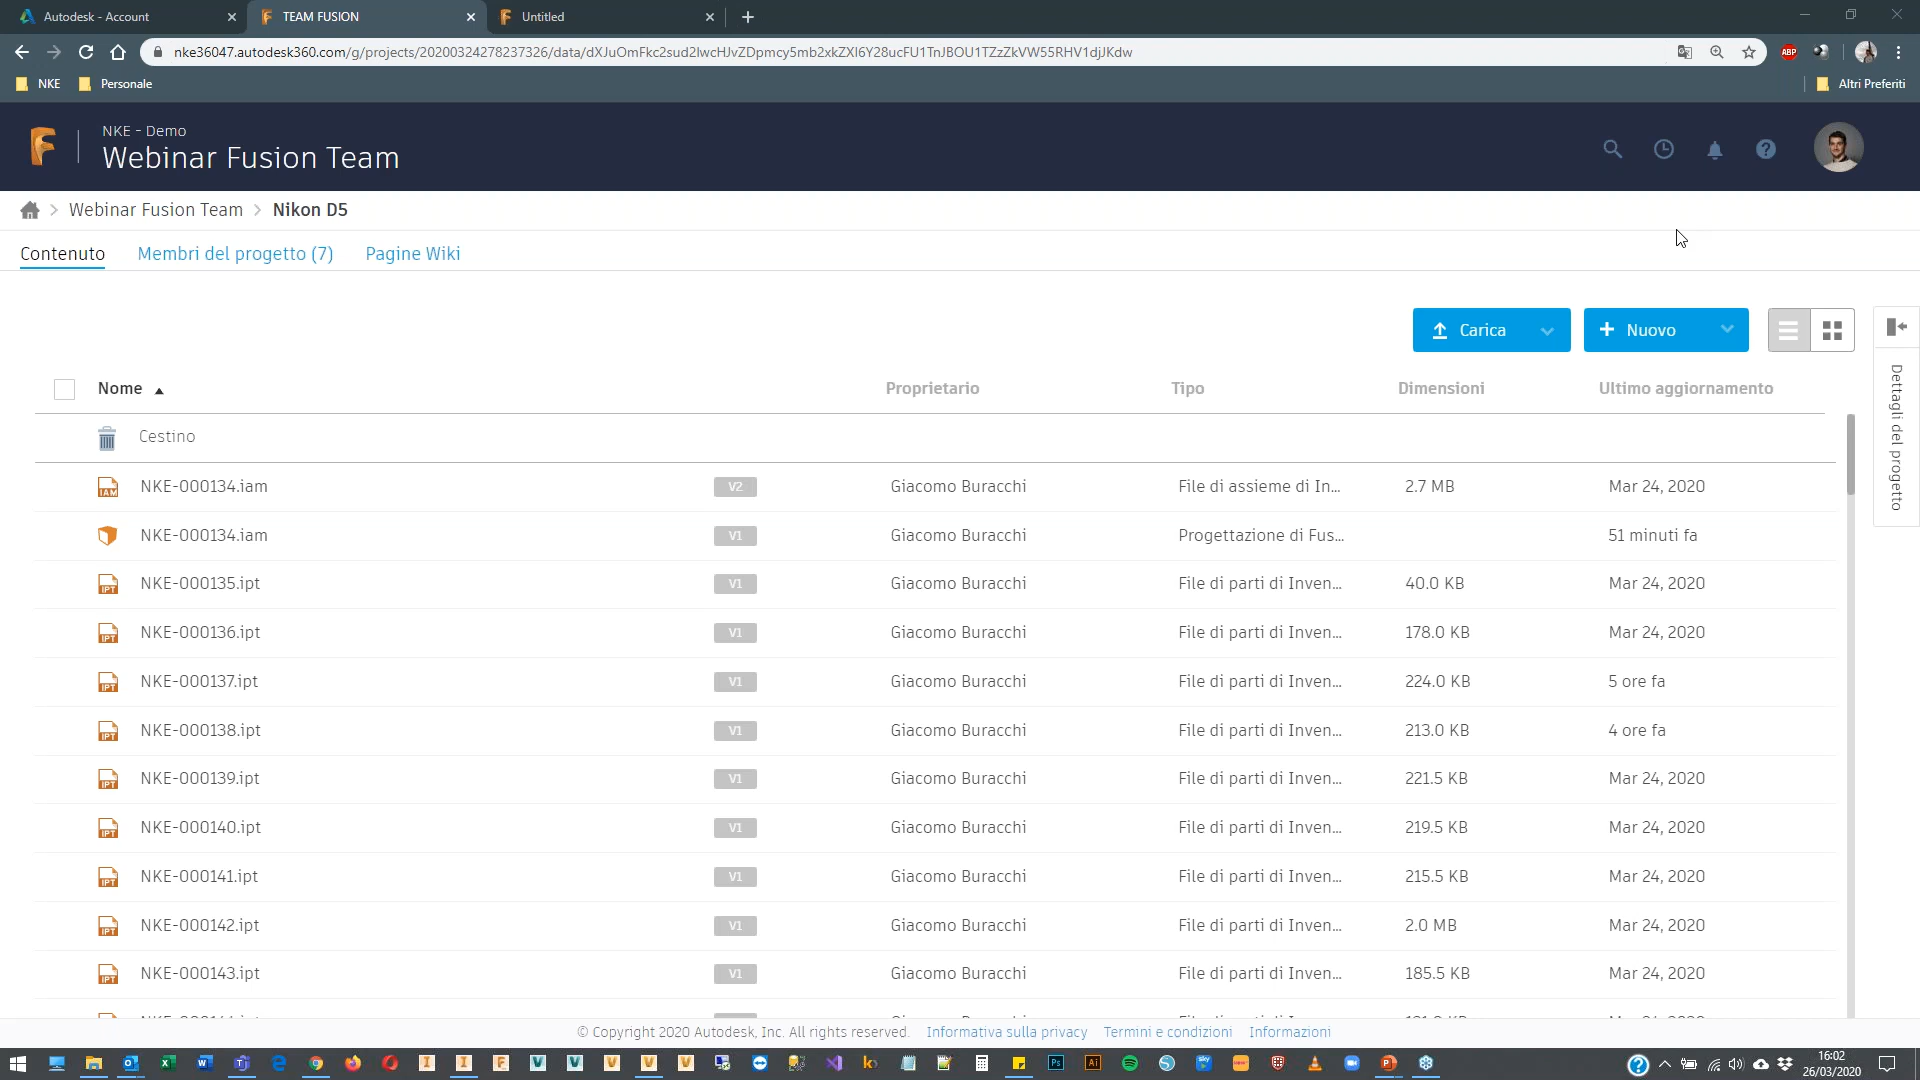 Autodesk - Account
TEAM FUSION
Untitled
nke36047.autodesk360.com/g/projects/20200324278237326/data/dXJuOmFkc2sud2lwcHJvZDpmcy5mb2xkZXI6Y28ucFU1TnJBOU1TZzZkVW55RHV1djJKdw
ABP
NKE
Personale
Altri Preferiti
NKE - Demo
Webinar Fusion Team
Webinar Fusion Team > Nikon D5
Contenuto
Membri del progetto (7)
Pagine Wiki
Carica
Nuovo
Dettagli del progetto
Nome Proprietario Tipo Dimensioni Ultimo aggiornamento
Cestino
IAM NKE-000134.iam V2 Giacomo Buracchi File di assieme di In... 2.7 MB Mar 24, 2020
NKE-000134.iam V1 Giacomo Buracchi Progettazione di Fus... 51 minuti fa
IPT NKE-000135.ipt V1 Giacomo Buracchi File di parti di Inven... 40.0 KB Mar 24, 2020
IPT NKE-000136.ipt V1 Giacomo Buracchi File di parti di Inven... 178.0 KB Mar 24, 2020
IPT NKE-000137.ipt V1 Giacomo Buracchi File di parti di Inven... 224.0 KB 5 ore fa
IPT NKE-000138.ipt V1 Giacomo Buracchi File di parti di Inven... 213.0 KB 4 ore fa
IPT NKE-000139.ipt V1 Giacomo Buracchi File di parti di Inven... 221.5 KB Mar 24, 2020
IPT NKE-000140.ipt V1 Giacomo Buracchi File di parti di Inven... 219.5 KB Mar 24, 2020
IPT NKE-000141.ipt V1 Giacomo Buracchi File di parti di Inven... 215.5 KB Mar 24, 2020
IPT NKE-000142.ipt V1 Giacomo Buracchi File di parti di Inven... 2.0 MB Mar 24, 2020
IPT NKE-000143.ipt V1 Giacomo Buracchi File di parti di Inven... 185.5 KB Mar 24, 2020
© Copyright 2020 Autodesk, Inc. All rights reserved. Informativa sulla privacy Termini e condizioni Informazioni
16:02
26/03/2020